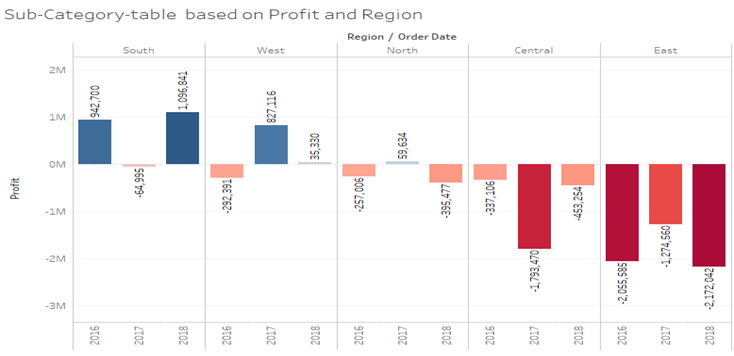 Sub-Category-table based on Profit and Region
Region / Order Date
South West North Central East
2M
1M
0M
-1M
-2M
-3M
Profit
942,700
-64,995
1,096,841
-292,391
827,116
35,330
-257,006
59,634
-395,477
-337,106
-1,793,470
-453,254
-2,055,585
-1,274,560
-2,172,042
2016 2017 2018 2016 2017 2018 2016 2017 2018 2016 2017 2018 2016 2017 2018